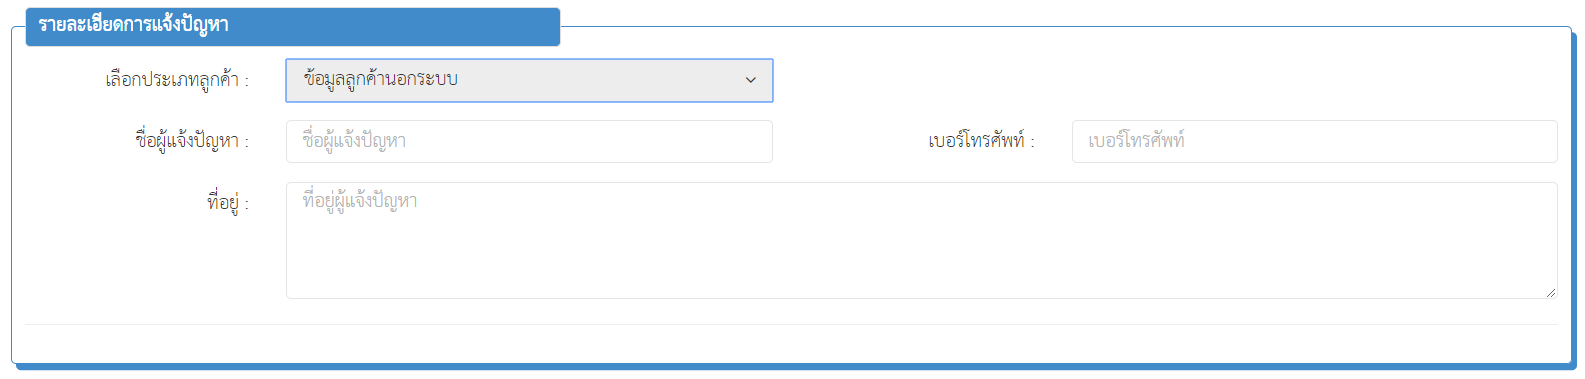 รายละเอียดการแจ้งปัญหา
เลือกประเภทลูกค้า : ข้อมูลลูกค้านอกระบบ
ชื่อผู้แจ้งปัญหา : ชื่อผู้แจ้งปัญหา เบอร์โทรศัพท์ : เบอร์โทรศัพท์
ที่อยู่ : ที่อยู่ผู้แจ้งปัญหา